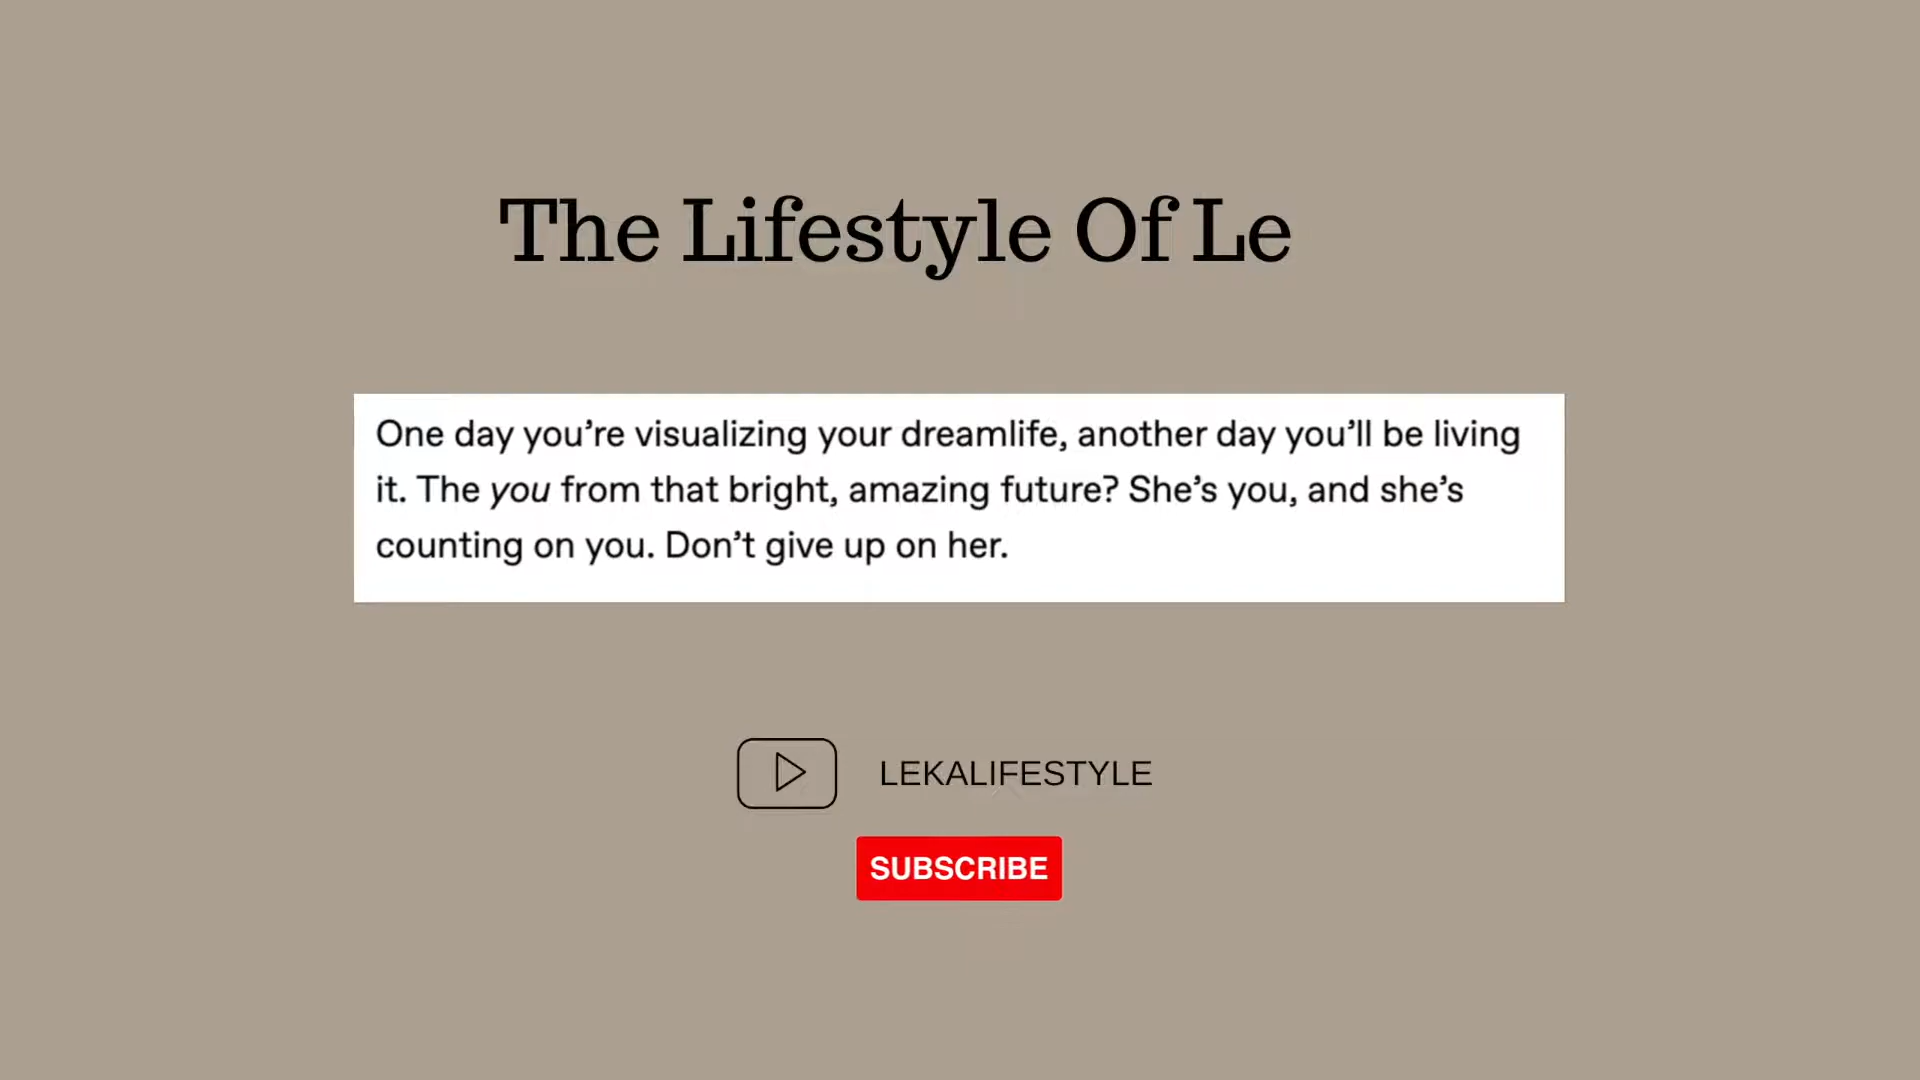 The Lifestyle Of Le
One day you’re visualizing your dreamlife, another day you’ll be living
it. The you from that bright, amazing future? She’s you, and she’s
counting on you. Don’t give up on her.
LEKALIFESTYLE
SUBSCRIBE